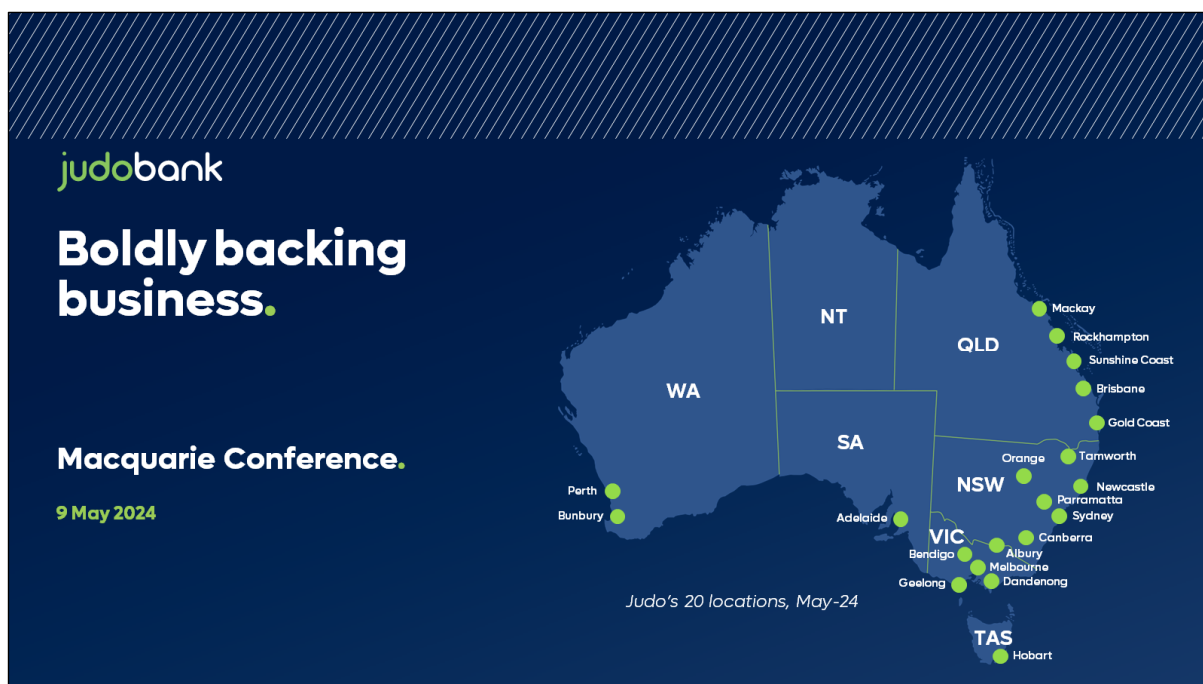 judobank
Boldly backing
business.
Macquarie Conference.
9 May 2024
NT
QLD
WA
SA
NSW
VIC
TAS
Mackay
Rockhampton
Sunshine Coast
Brisbane
Gold Coast
Orange
Tamworth
Newcastle
Parramatta
Sydney
Perth
Bunbury
Adelaide
Canberra
Albury
Bendigo
Melbourne
Geelong
Dandenong
Hobart
Judo's 20 locations, May-24